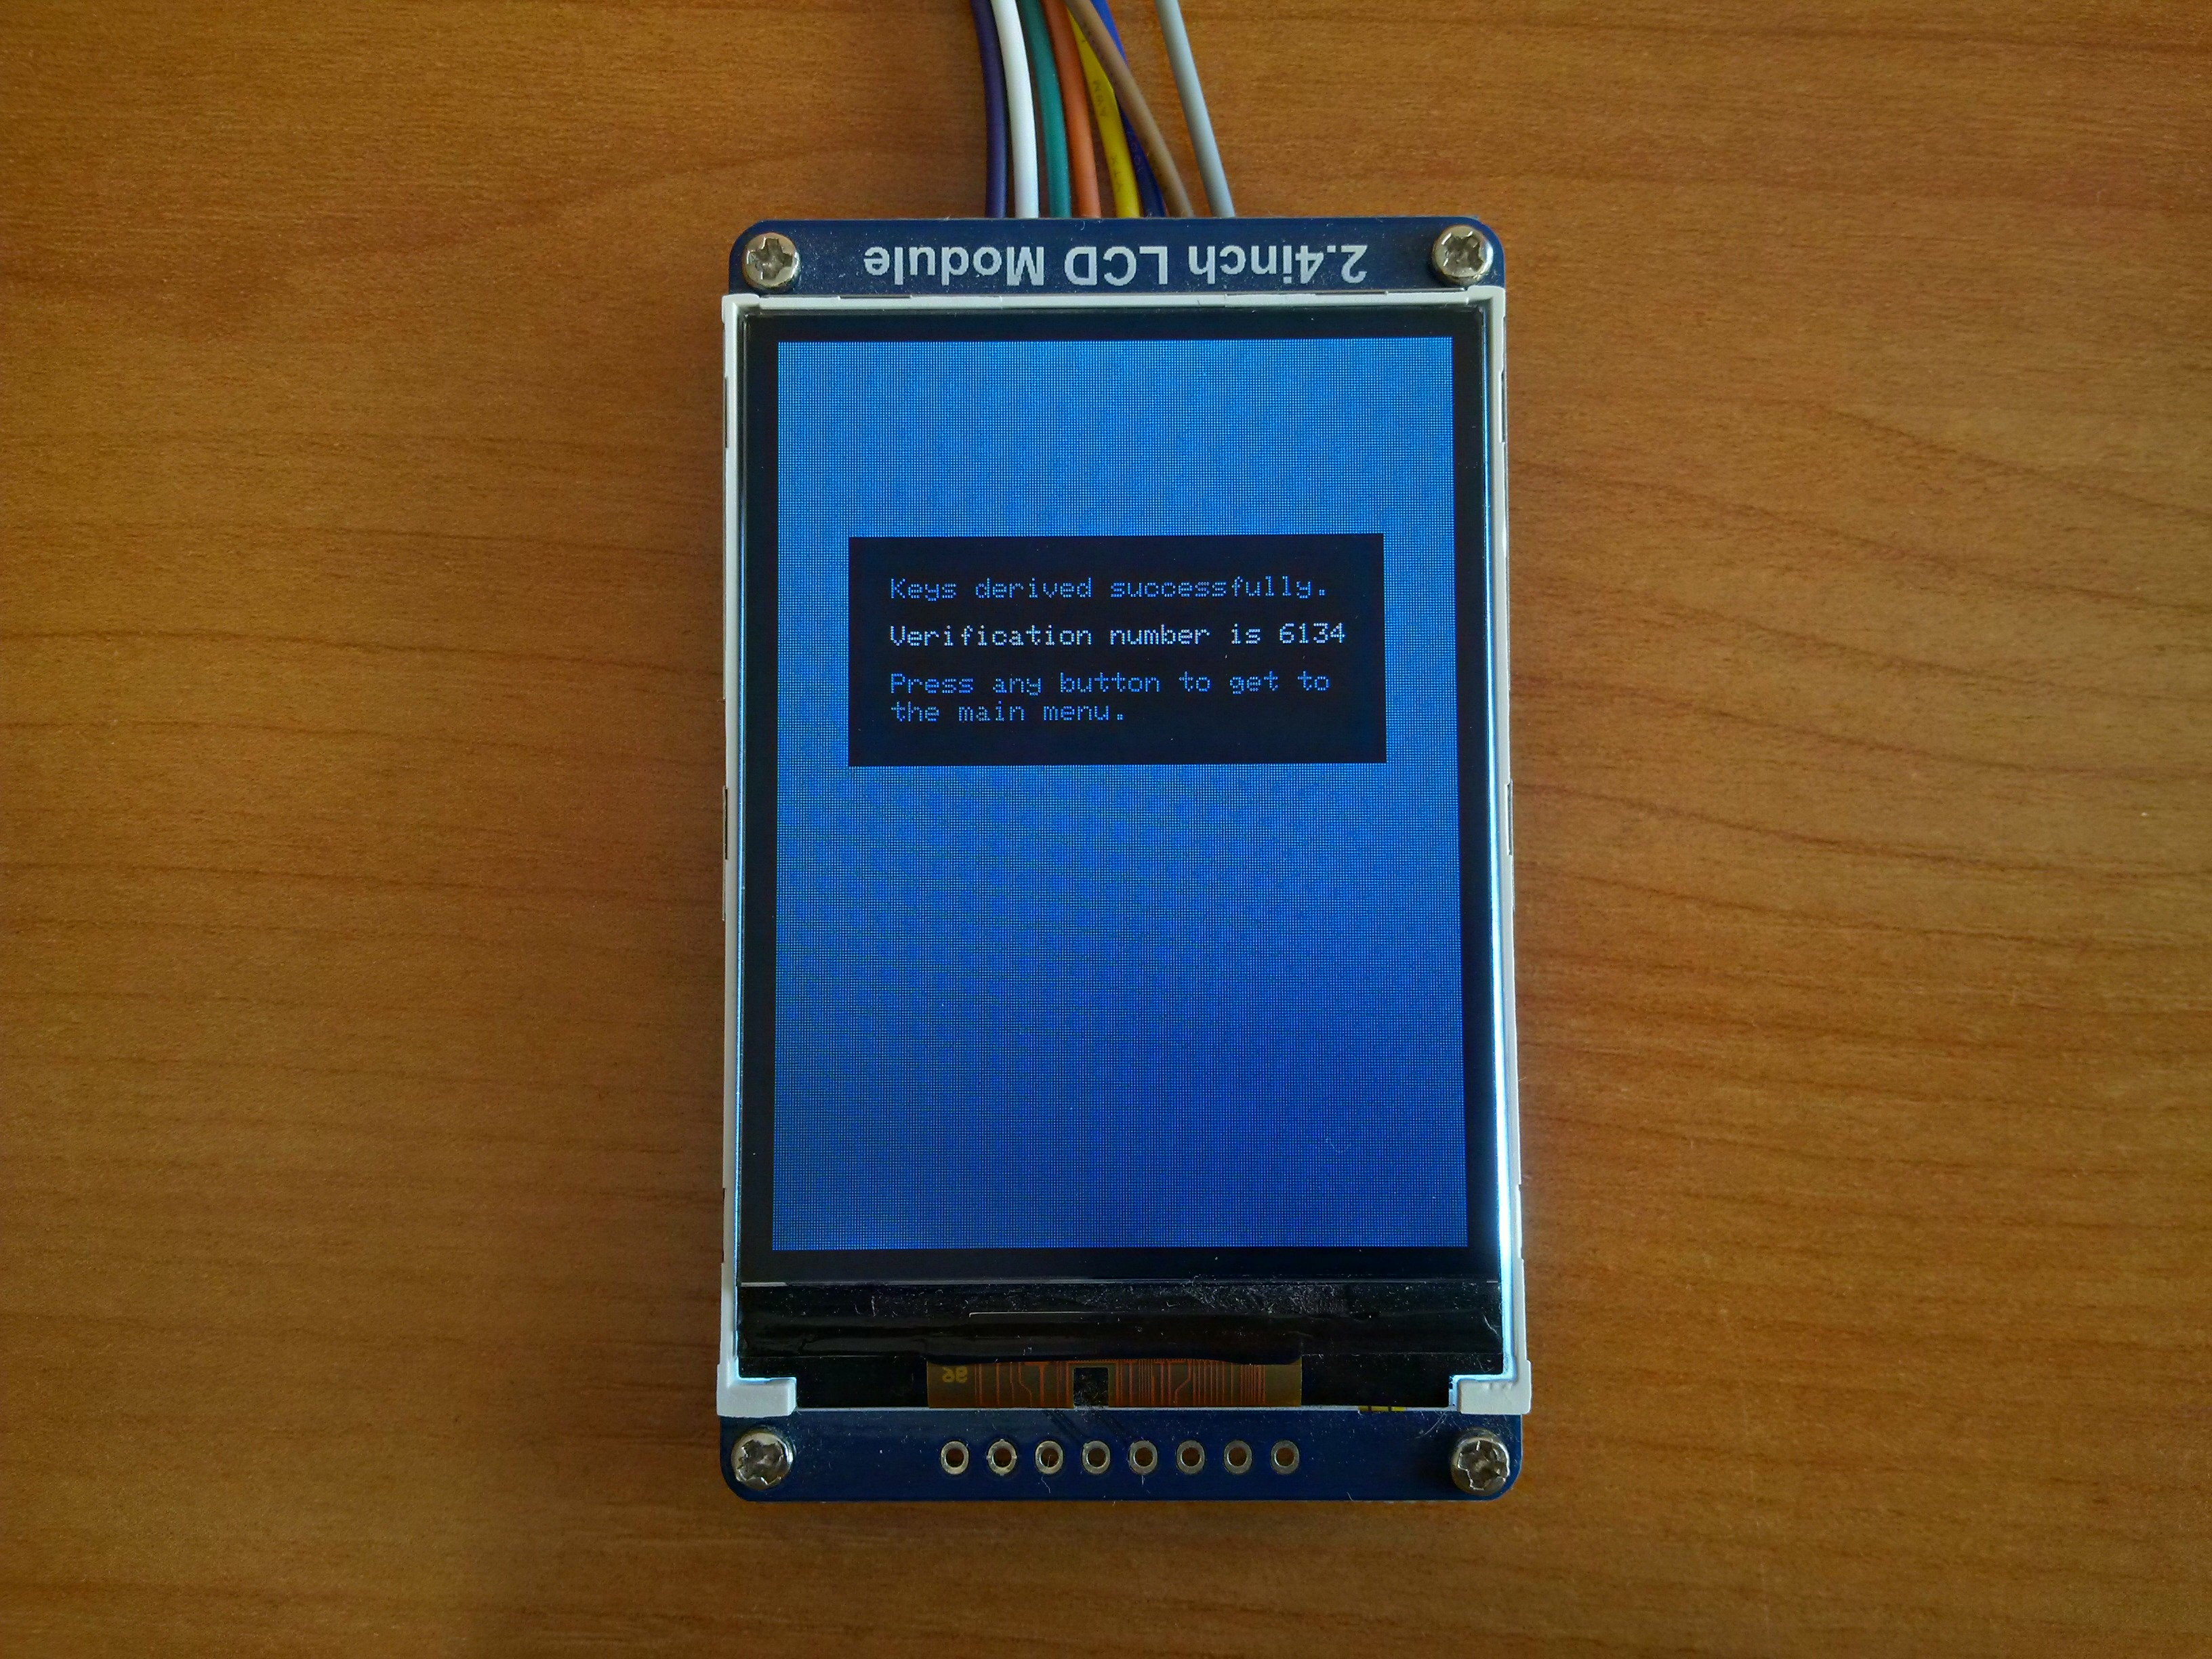 2.4inch LCD Module
Keys derived successfully.
Verification number is 6134
Press any button to get to
the main menu.